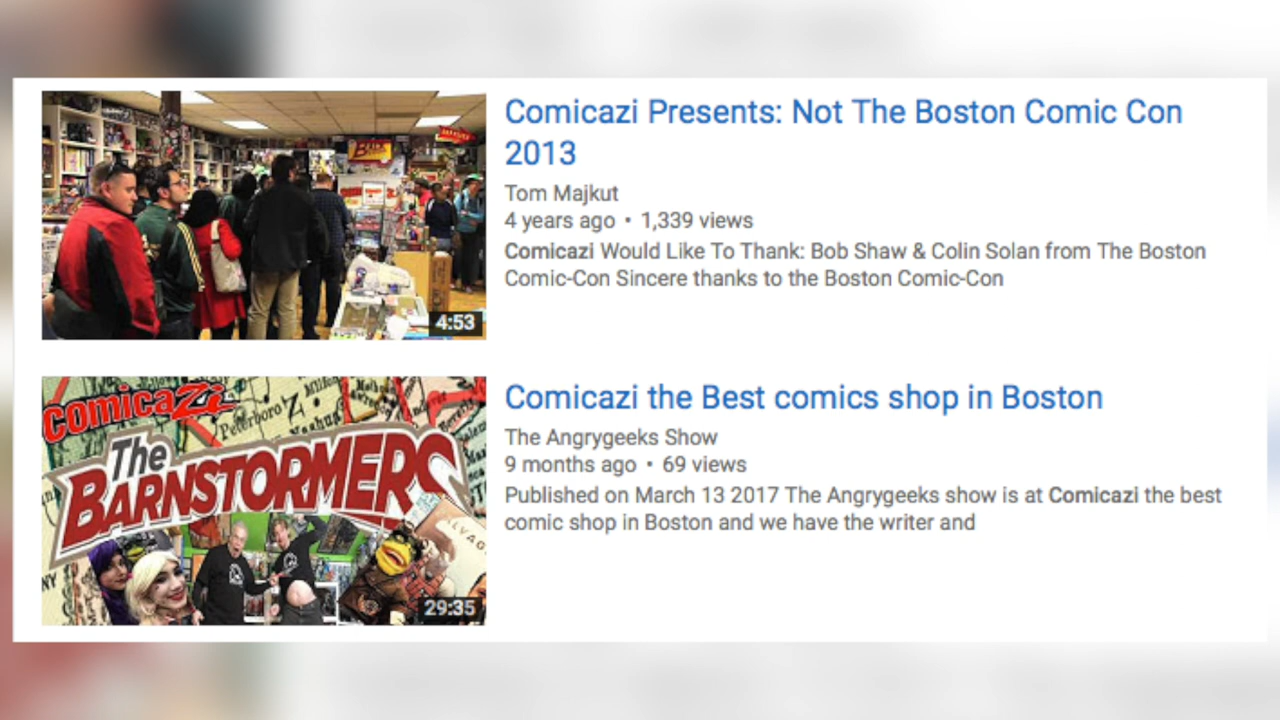 Comicazi Presents: Not The Boston Comic Con
2013
Tom Majkut
4 years ago • 1,339 views
Comicazi Would Like To Thank: Bob Shaw & Colin Solan from The Boston
Comic-Con Sincere thanks to the Boston Comic-Con
4:53
comicazi
Peterboro
The
BARNSTORMERS
29:35
Comicazi the Best comics shop in Boston
The Angrygeeks Show
9 months ago • 69 views
Published on March 13 2017 The Angrygeeks show is at Comicazi the best
comic shop in Boston and we have the writer and